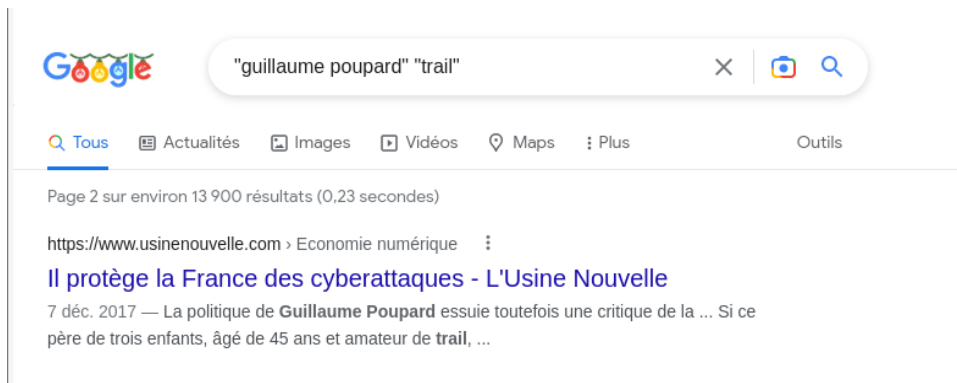 Google
"guillaume poupard" "trail"
Tous Actualités Images Vidéos Maps Plus Outils
Page 2 sur environ 13 900 résultats (0,23 secondes)
https://www.usinenouvelle.com › Economie numérique
Il protège la France des cyberattaques - L'Usine Nouvelle
7 déc. 2017 — La politique de Guillaume Poupard essuie toutefois une critique de la ... Si ce
père de trois enfants, âgé de 45 ans et amateur de trail, ...